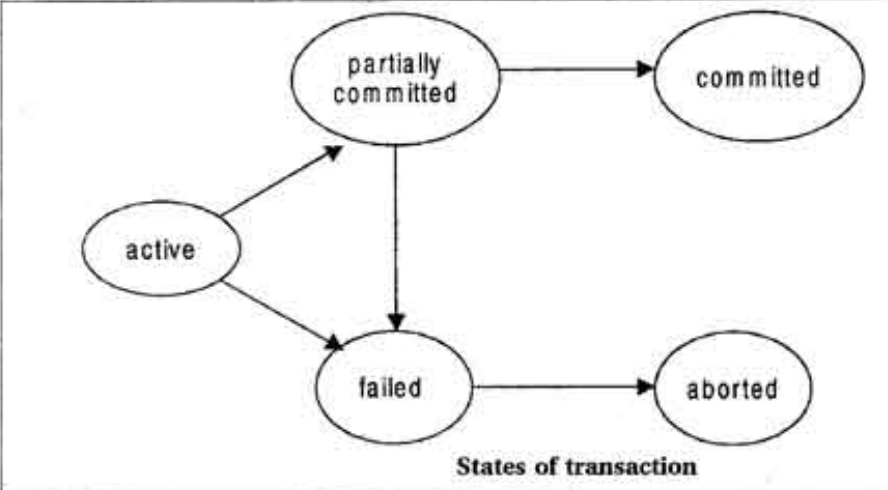 partially
committed
committed
active
failed
aborted
States of transaction